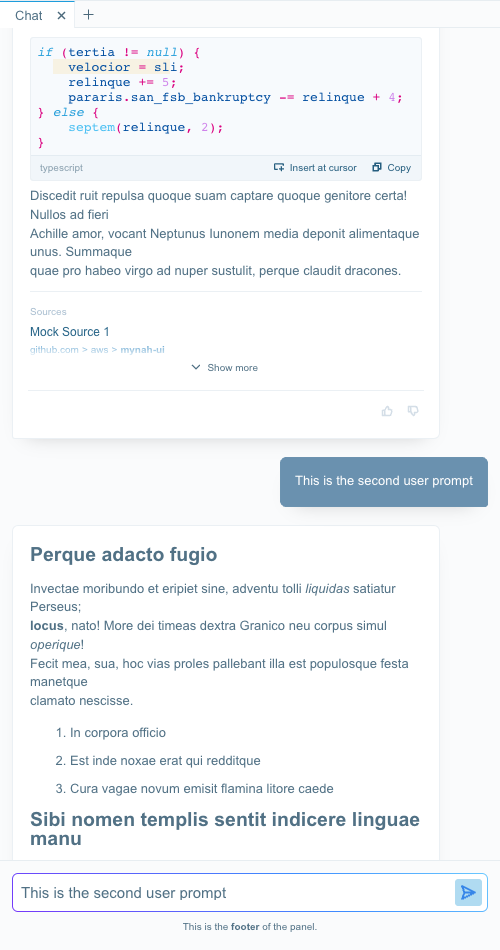 Chat
if (tertia != null) {
velocior = sli;
relinque += 5;
pararis.san_fsb_bankruptcy -= relinque + 4;
} else {
septem(relinque, 2);
}
typescript Insert at cursor Copy
Discedit ruit repulsa quoque suam captare quoque genitore certa!
Nullos ad fieri
Achille amor, vocant Neptunus Iunonem media deponit alimentaque
unus. Summaque
quae pro habeo virgo ad nuper sustulit, perque claudit dracones.
Sources
Mock Source 1
github.com > aws > mynah-ui
Show more
This is the second user prompt
Perque adacto fugio
Invectae moribundo et eripiet sine, adventu tolli liquidas satiatur
Perseus;
locus, nato! More dei timeas dextra Granico neu corpus simul
operique!
Fecit mea, sua, hoc vias proles pallebant illa est populosque festa
manetque
clamato nescisse.
1. In corpora officio
2. Est inde noxae erat qui redditque
3. Cura vagae novum emisit flamina litore caede
Sibi nomen templis sentit indicere linguae
manu
This is the second user prompt
This is the footer of the panel.